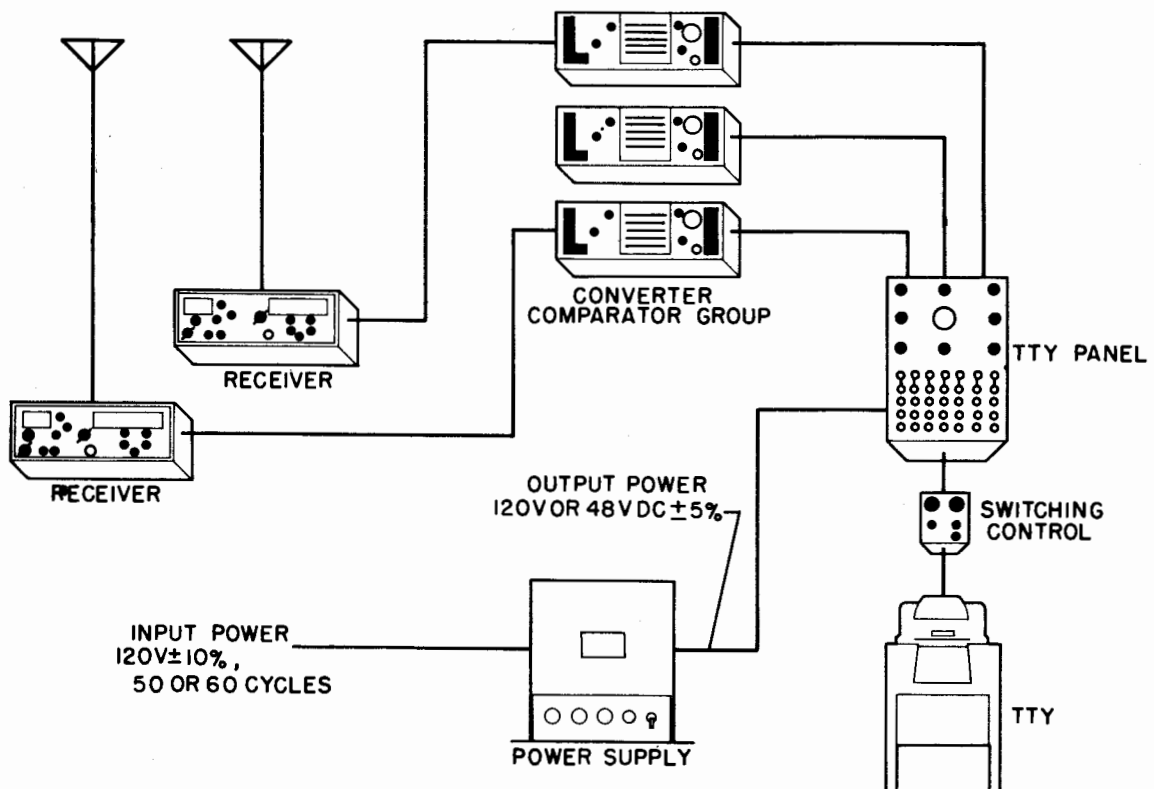 CONVERTER
COMPARATOR GROUP
RECEIVER
TTY PANEL
RECEIVER
OUTPUT POWER
120V OR 48V DC ±5%
SWITCHING
CONTROL
INPUT POWER
120V±10%,
50 OR 60 CYCLES
TTY
POWER SUPPLY